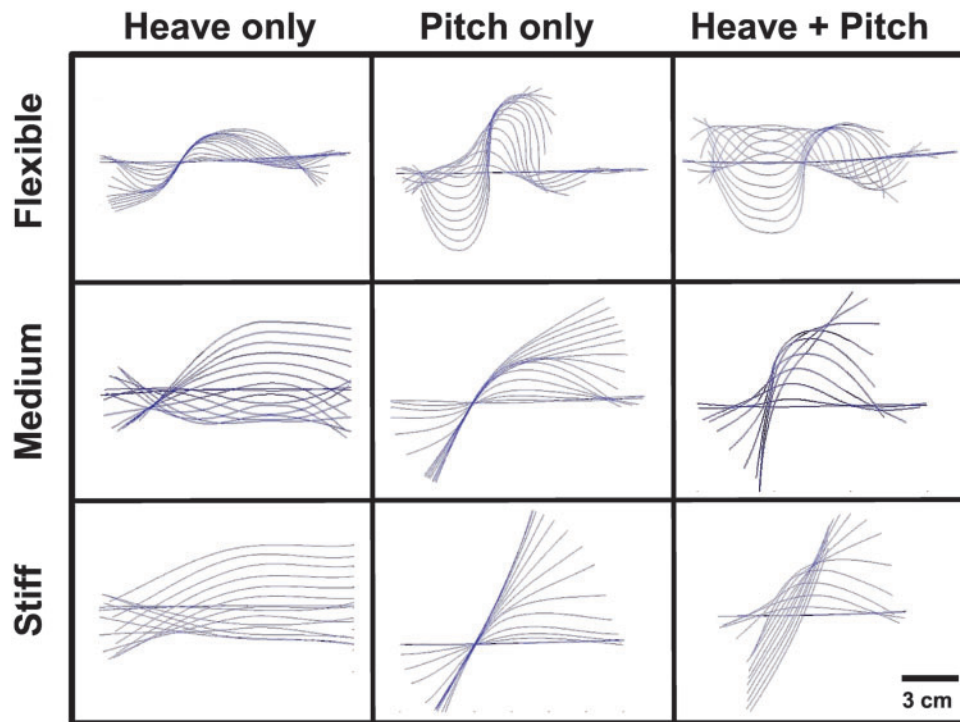 Heave only
Pitch only
Heave + Pitch
Flexible
Medium
Stiff
3 cm